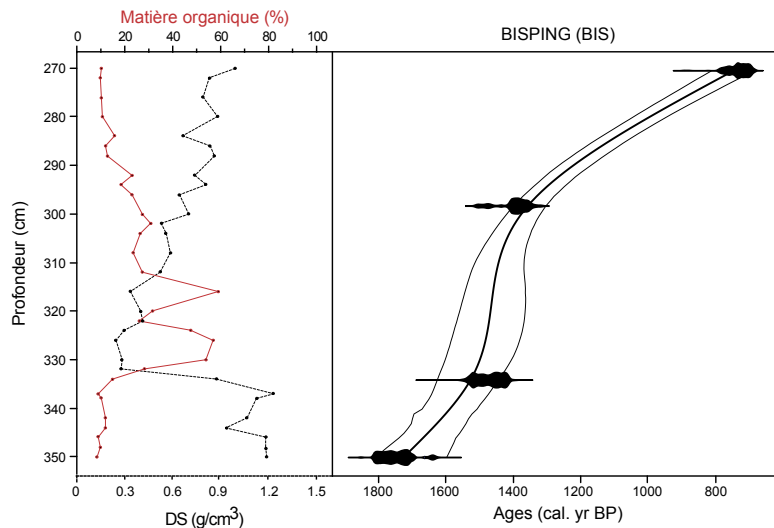 Matière organique (%)
0 20 40 60 80 100
BISPING (BIS)
Profondeur (cm)
270
280
290
300
310
320
330
340
350
0 0.3 0.6 0.9 1.2 1.5
DS (g/cm³)
1800 1600 1400 1200 1000 800
Ages (cal. yr BP)